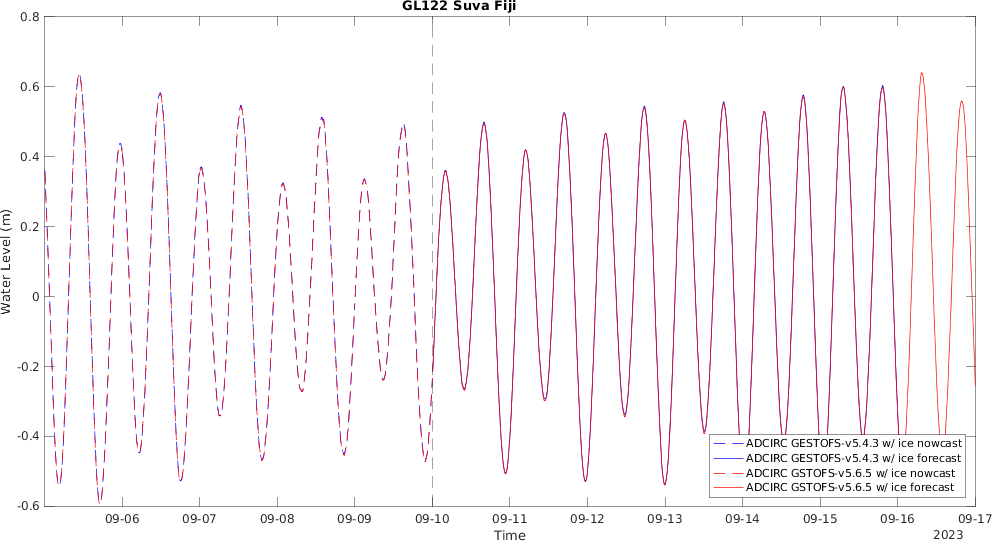 GL122 Suva Fiji
Water Level (m)
0.8
0.6
0.4
0.2
0
-0.2
-0.4
-0.6
09-06 09-07 09-08 09-09 09-10 09-11 09-12 09-13 09-14 09-15 09-16 09-17
Time
2023
ADCIRC GESTOFS-v5.4.3 w/ ice nowcast
ADCIRC GESTOFS-v5.4.3 w/ ice forecast
ADCIRC GSTOFS-v5.6.5 w/ ice nowcast
ADCIRC GSTOFS-v5.6.5 w/ ice forecast